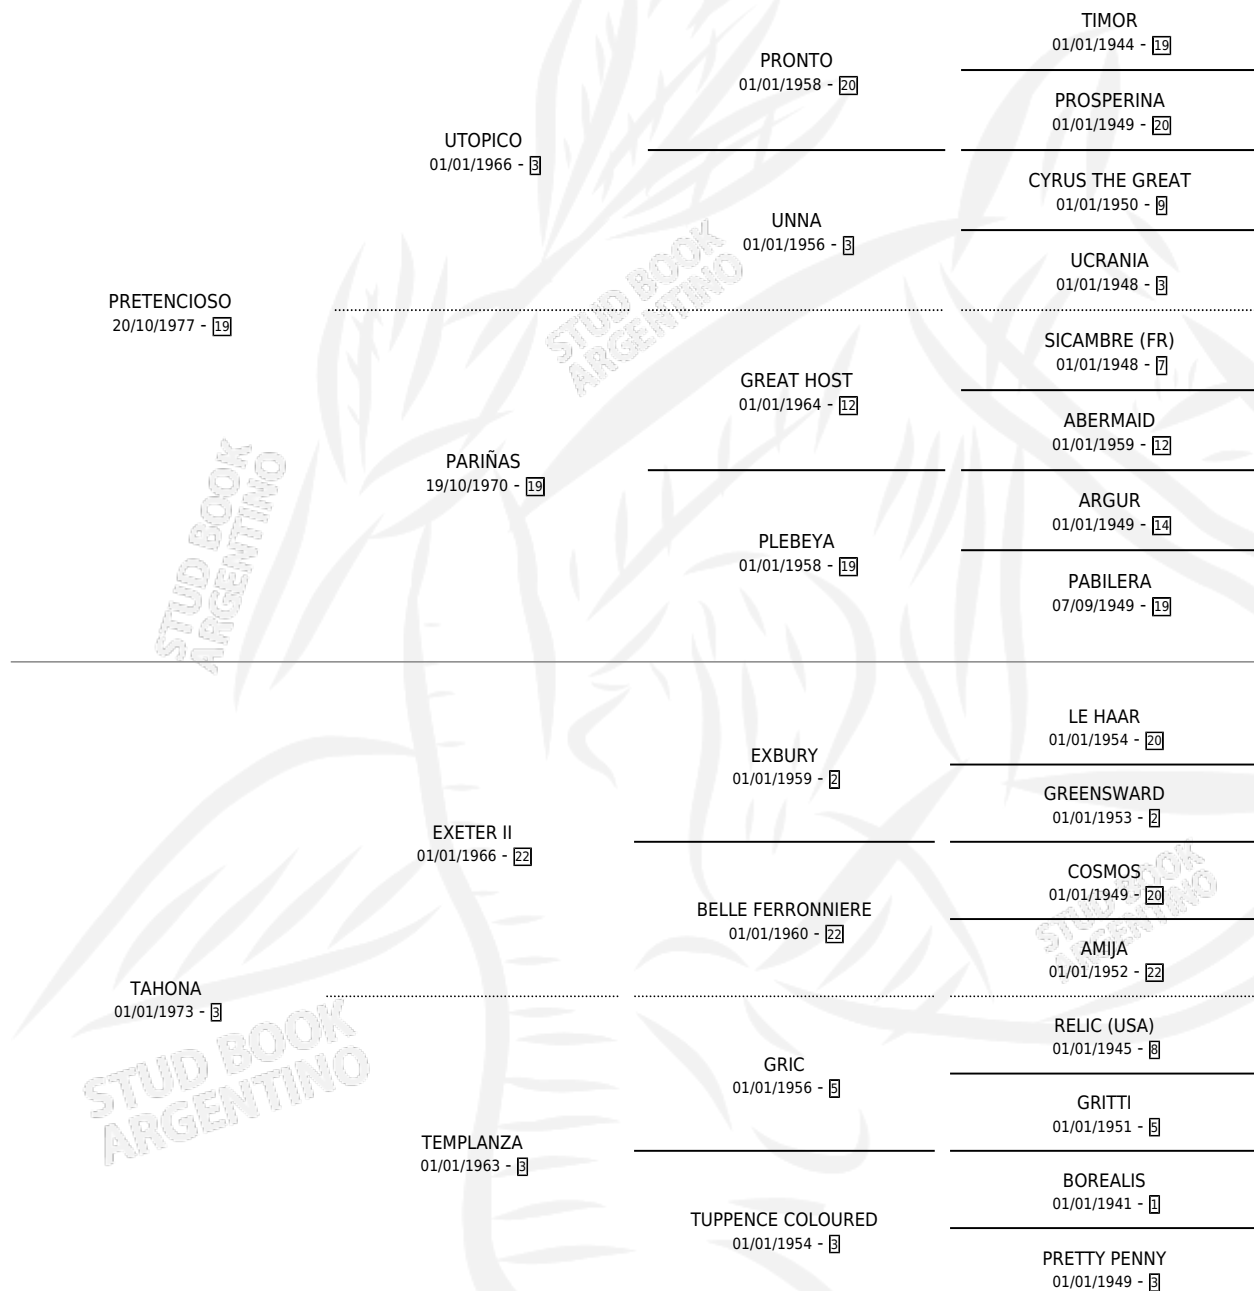 TIMOR
01/01/1944 - 19
PRONTO
01/01/1958 - 20
PROSPERINA
01/01/1949 - 20
UTOPICO
01/01/1966 - 3
CYRUS THE GREAT
01/01/1950 - 9
UNNA
01/01/1956 - 3
UCRANIA
01/01/1948 - 3
PRETENCIOSO
20/10/1977 - 19
SICAMBRE (FR)
01/01/1948 - 7
GREAT HOST
01/01/1964 - 12
ABERMAID
01/01/1959 - 12
PARIÑAS
19/10/1970 - 19
ARGUR
01/01/1949 - 14
PLEBEYA
01/01/1958 - 19
PABILERA
07/09/1949 - 19
LE HAAR
01/01/1954 - 20
EXBURY
01/01/1959 - 2
GREENSWARD
01/01/1953 - 2
EXETER II
01/01/1966 - 22
COSMOS
01/01/1949 - 20
BELLE FERRONNIERE
01/01/1960 - 22
AMIJA
01/01/1952 - 22
TAHONA
01/01/1973 - 3
RELIC (USA)
01/01/1945 - 8
GRIC
01/01/1956 - 5
GRITTI
01/01/1951 - 5
TEMPLANZA
01/01/1963 - 3
BOREALIS
01/01/1941 - 1
TUPPENCE COLOURED
01/01/1954 - 3
PRETTY PENNY
01/01/1949 - 3
STUD BOOK
ARGENTINO
STUD BOOK
ARGENTINO
STUD BOOK
ARGENTINO
STUD BOOK
ARGENTINO